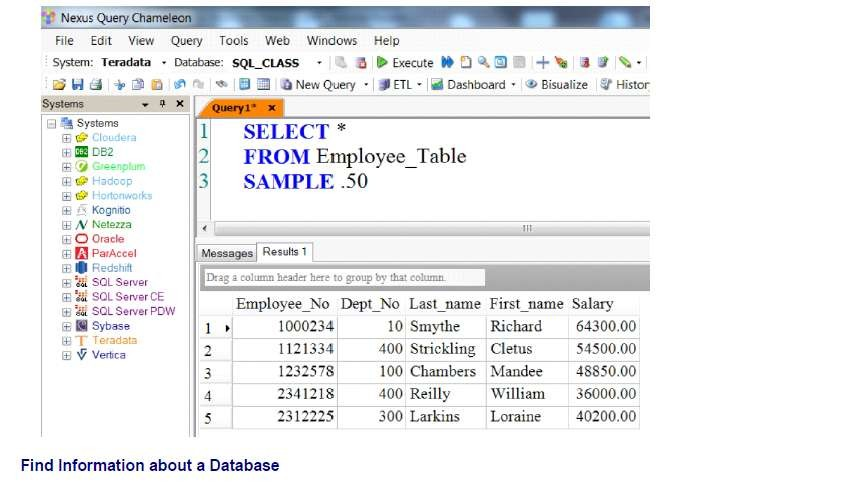 Nexus Query Chameleon
File Edit View Query Tools Web Windows Help
System: Teradata Database: SQL_CLASS Execute
New Query ETL Dashboard Bisualize Histor
Systems
Query1* x
Systems
Cloudera
DB2 DB2
Greenplum
Hadoop
Hortonworks
Kognitio
Netezza
Oracle
ParAccel
Redshift
SQL Server
SQL Server CE
SQL Server PDW
Sybase
Teradata
Vertica
1 SELECT *
2 FROM Employee_Table
3 SAMPLE .50
Messages Results 1
Drag a column header here to group by that column.
Employee_No Dept_No Last_name First_name Salary
1 1000234 10 Smythe Richard 64300.00
2 1121334 400 Strickling Cletus 54500.00
3 1232578 100 Chambers Mandee 48850.00
4 2341218 400 Reilly William 36000.00
5 2312225 300 Larkins Loraine 40200.00
Find Information about a Database